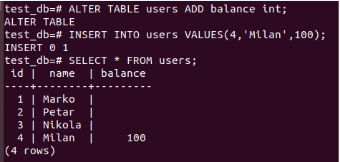 test_db=# ALTER TABLE users ADD balance int;
ALTER TABLE
test_db=# INSERT INTO users VALUES(4,'Milan',100);
INSERT 0 1
test_db=# SELECT * FROM users;
 id |  name  | balance
----+--------+---------
  1 | Marko  |
  2 | Petar  |
  3 | Nikola |
  4 | Milan  |     100
(4 rows)